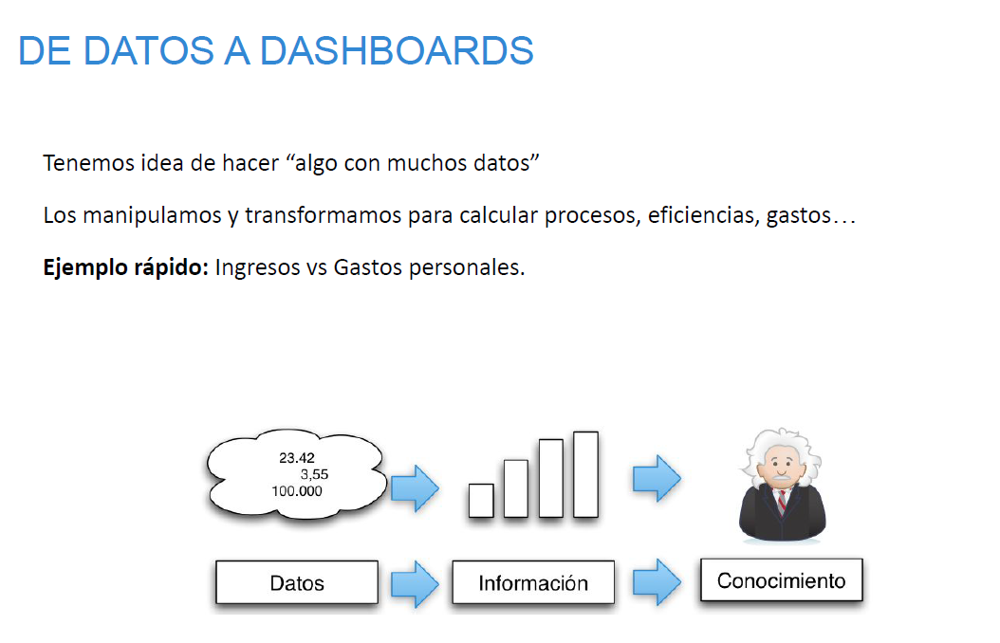 DE DATOS A DASHBOARDS
Tenemos idea de hacer “algo con muchos datos”
Los manipulamos y transformamos para calcular procesos, eficiencias, gastos…
Ejemplo rápido: Ingresos vs Gastos personales.
23.42
3,55
100.000
Datos
Información
Conocimiento